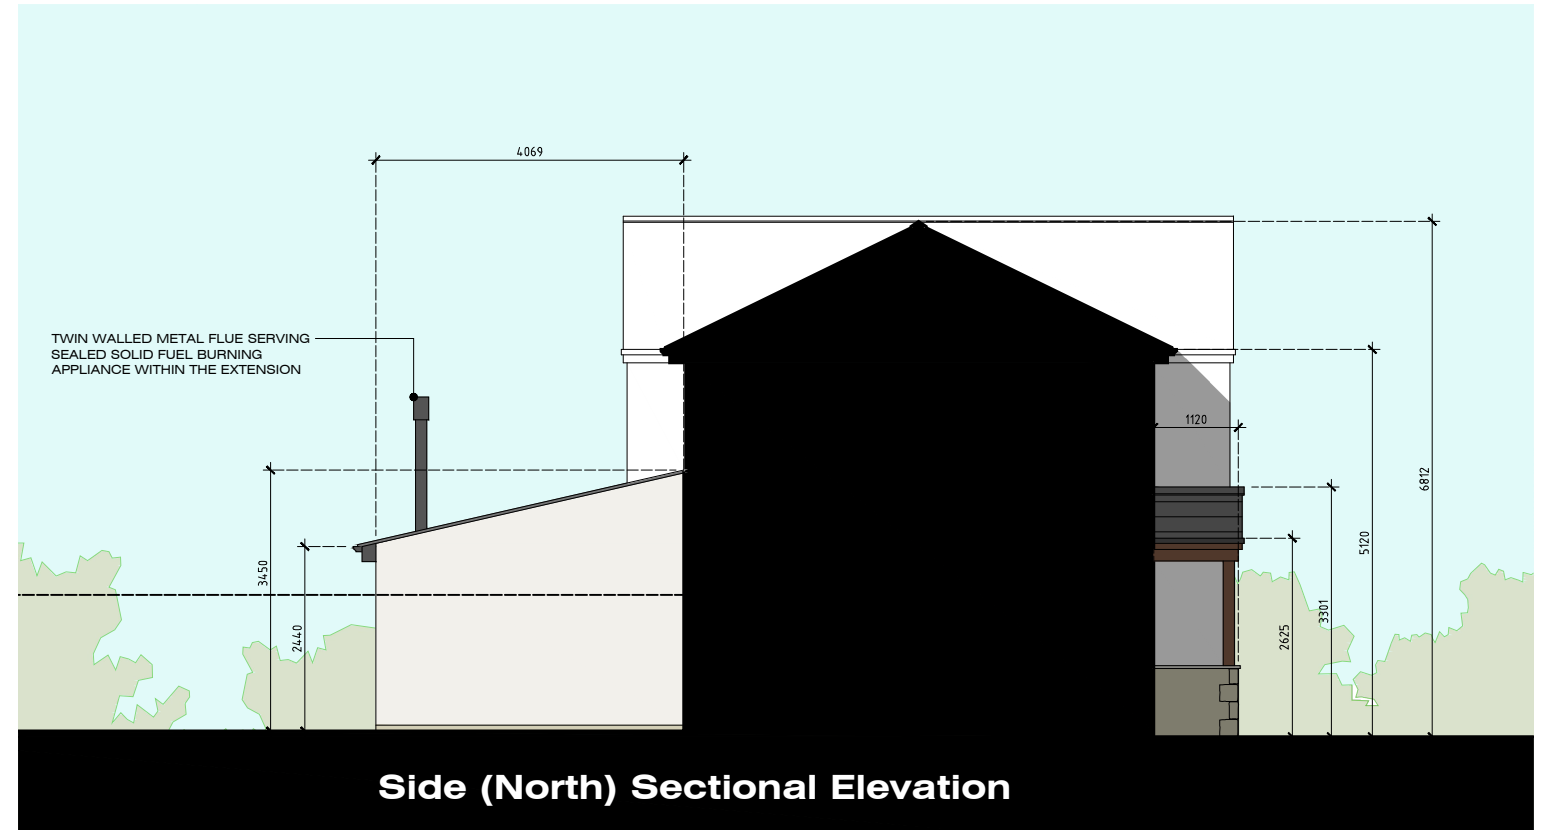 4069
TWIN WALLED METAL FLUE SERVING
SEALED SOLID FUEL BURNING
APPLIANCE WITHIN THE EXTENSION
1120
6812
5120
3450
3301
2440
2625
Side (North) Sectional Elevation